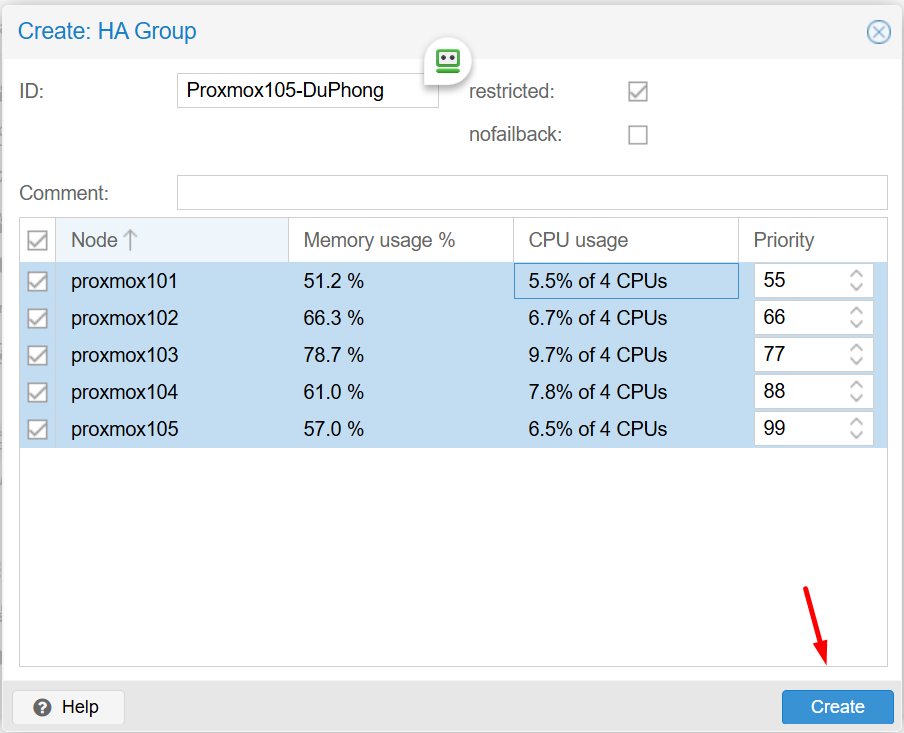 Create: HA Group
ID: Proxmox105-DuPhong restricted:
nofailback:
Comment:
Node Memory usage % CPU usage Priority
proxmox101 51.2 % 5.5% of 4 CPUs 55
proxmox102 66.3 % 6.7% of 4 CPUs 66
proxmox103 78.7 % 9.7% of 4 CPUs 77
proxmox104 61.0 % 7.8% of 4 CPUs 88
proxmox105 57.0 % 6.5% of 4 CPUs 99
Help Create